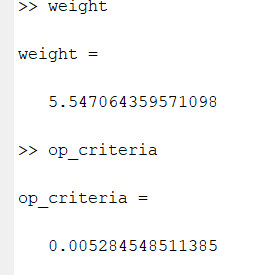 >> weight
weight =
5.547064359571098
>> op_criteria
op_criteria =
0.005284548511385